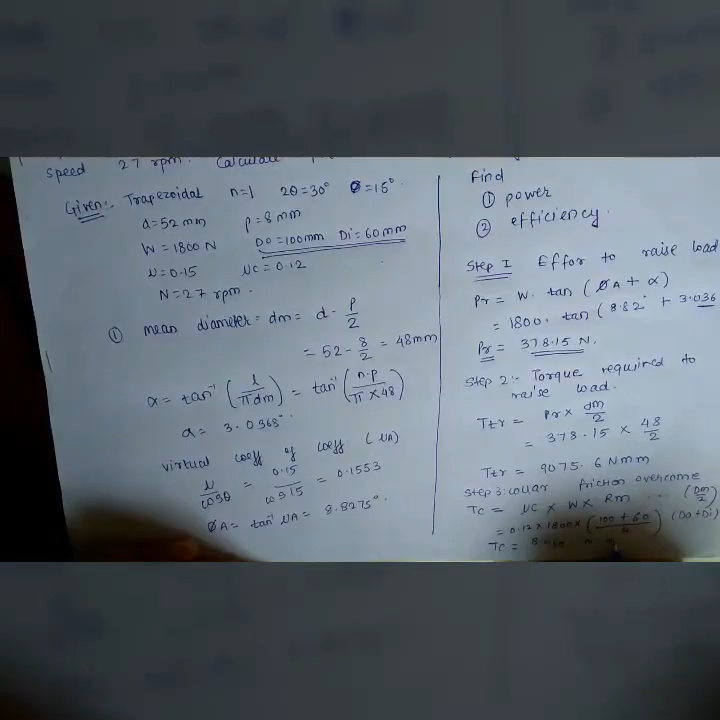 speed 27 rpm. Calculate
Given:- Trapezoidal n=1 2θ=30° θ=15°.
d=52 mm p=8 mm
W=1800 N Do=100mm Di=60mm
μ=0.15 μc=0.12
N=27 rpm.
① mean diameter = dm = d - p/2
= 52 - 8/2 = 48mm
α = tan⁻¹ (l/πdm) = tan⁻¹ (n.p/π×48)
α = 3.0368°.
virtual coeff of coeff (μA)
μ/cosθ = 0.15/cos15 = 0.1553
ØA = tan⁻¹ μA = 8.8275°.
Find
① power
② efficiency.
Step I Effor to raise load
Pr = W. tan (ØA + α)
= 1800. tan (8.82° + 3.036
Pr = 378.15 N.
Step 2:- Torque required to
raise load.
Ttr = Pr × dm/2
= 378.15 × 48/2
Ttr = 9075.6 Nmm
Step 3: collar friction overcome
Tc = μc × W × Rm ... (Dm/2)
= 0.12×1800× (100+60/4) (Do+Di)
Tc =